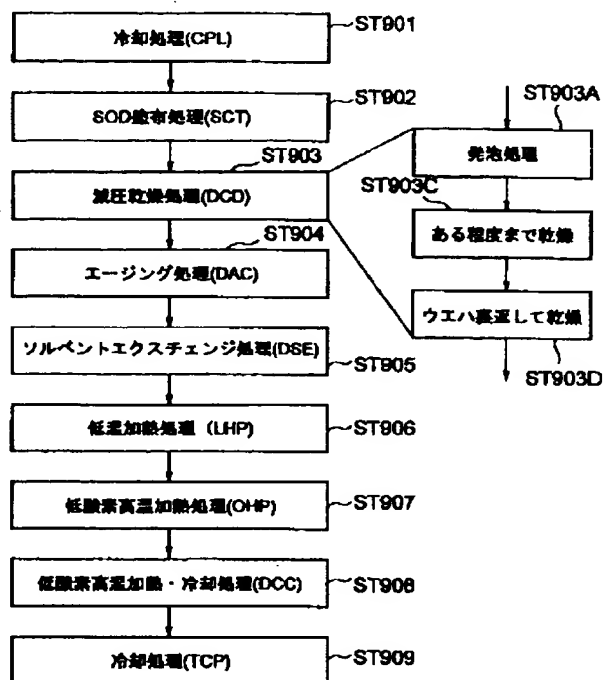 冷却処理(CPL)
ST901
SOD塗布処理(SCT)
ST902
減圧乾燥処理(DCD)
ST903
エージング処理(DAC)
ST904
ソルベントエクスチェンジ処理(DSE)
ST905
低温加熱処理 (LHP)
ST906
低酸素高温加熱処理(OHP)
ST907
低酸素高温加熱・冷却処理(DCC)
ST908
冷却処理(TCP)
ST909
ST903A
発泡処理
ST903C
ある程度まで乾燥
ウエハ裏返して乾燥
ST903D